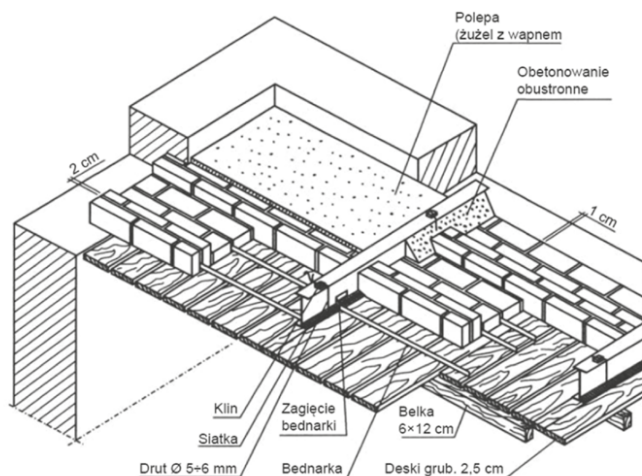 Polepa
(żużel z wapnem
Obetonowanie
obustronne
2 cm
1 cm
Klin
Siatka
Drut Ø 5÷6 mm
Zagięcie
bednarki
Bednarka
Belka
6×12 cm
Deski grub. 2,5 cm